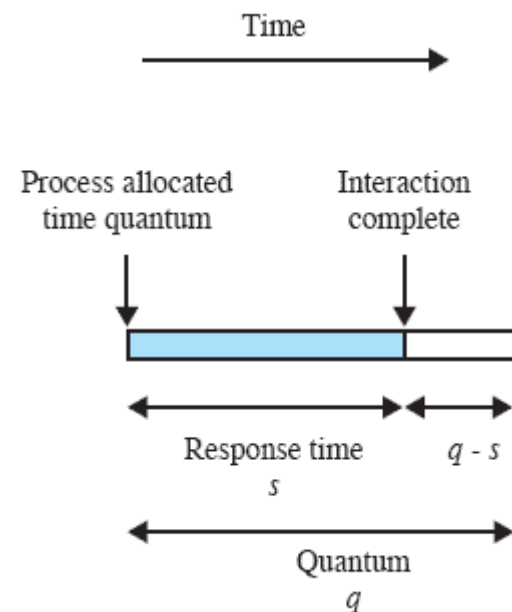 Time
Process allocated
time quantum
Interaction
complete
Response time
s
q - s
Quantum
q